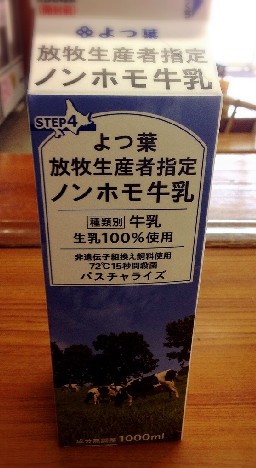 よつ葉
放牧生産者指定
ノンホモ牛乳
STEP4
よつ葉
放牧生産者指定
ノンホモ牛乳
種類別 牛乳
生乳100%使用
非遺伝子組換え飼料使用
72℃15秒間殺菌
パスチャライズ
1000ml